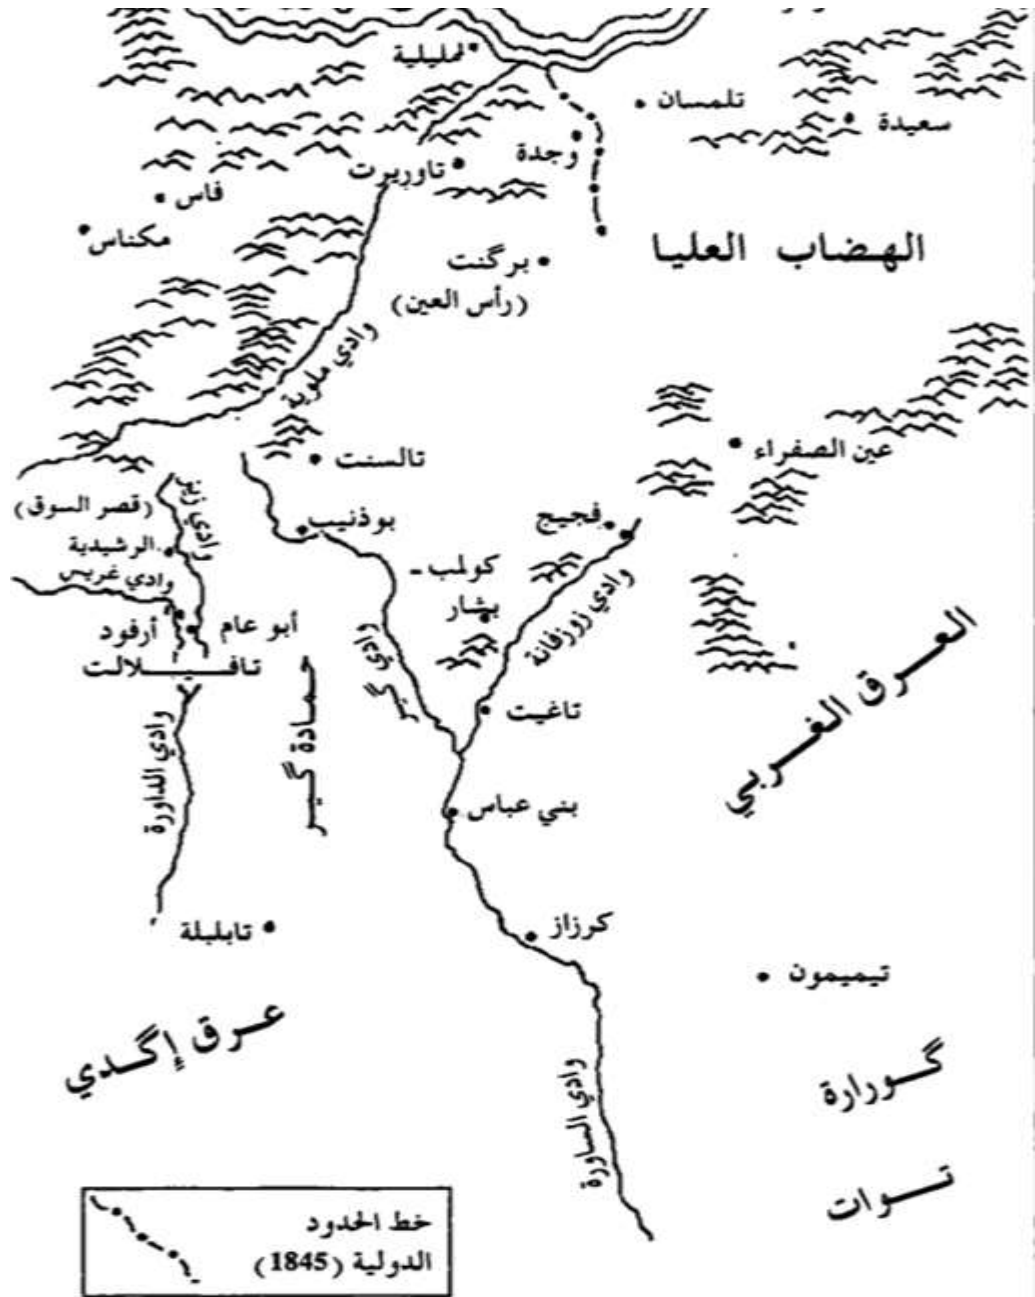 لمليلية
تلمسان
سعيدة
وجدة
تاوريرت
فاس
مكناس
الهضاب العليا
برگنت
(رأس العين)
وادي ملوية
تالسنت
عين الصفراء
(قصر السوق)
وادي زيز
بوذنيب
فجيج
الرشيدية
كولمب-
بشار
وادي غريس
وادي زوزفانة
أرفود
أبو عام
وادي گير
تافيلالت
العرق الغربي
تاغيت
حمادة گير
وادي الداورة
بني عباس
كرزاز
تابلبلة
تيميمون
عرق إگدي
گورارة
وادي الساورة
توات
خط الحدود
الدولية (1845)